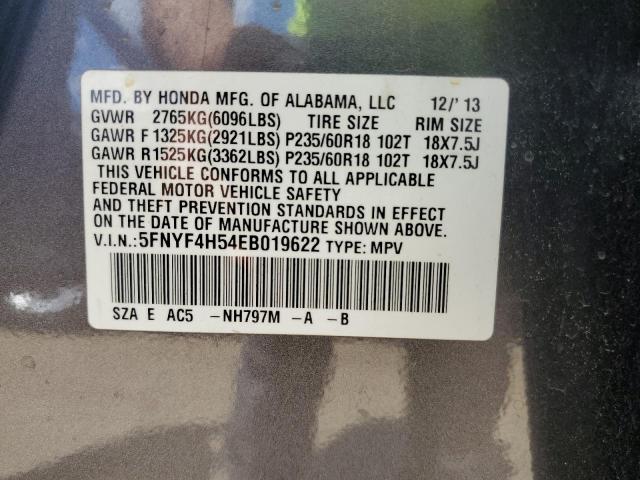 MFD. BY HONDA MFG. OF ALABAMA, LLC 12/'13
GVWR 2765KG(6096LBS) TIRE SIZE RIM SIZE
GAWR F 1325KG(2921LBS) P235/60R18 102T 18X7.5J
GAWR R1525KG(3362LBS) P235/60R18 102T 18X7.5J
THIS VEHICLE CONFORMS TO ALL APPLICABLE
FEDERAL MOTOR VEHICLE SAFETY
AND THEFT PREVENTION STANDARDS IN EFFECT
ON THE DATE OF MANUFACTURE SHOWN ABOVE.
V.I.N.:5FNYF4H54EB019622 TYPE: MPV
SZA E AC5 -NH797M -A -B